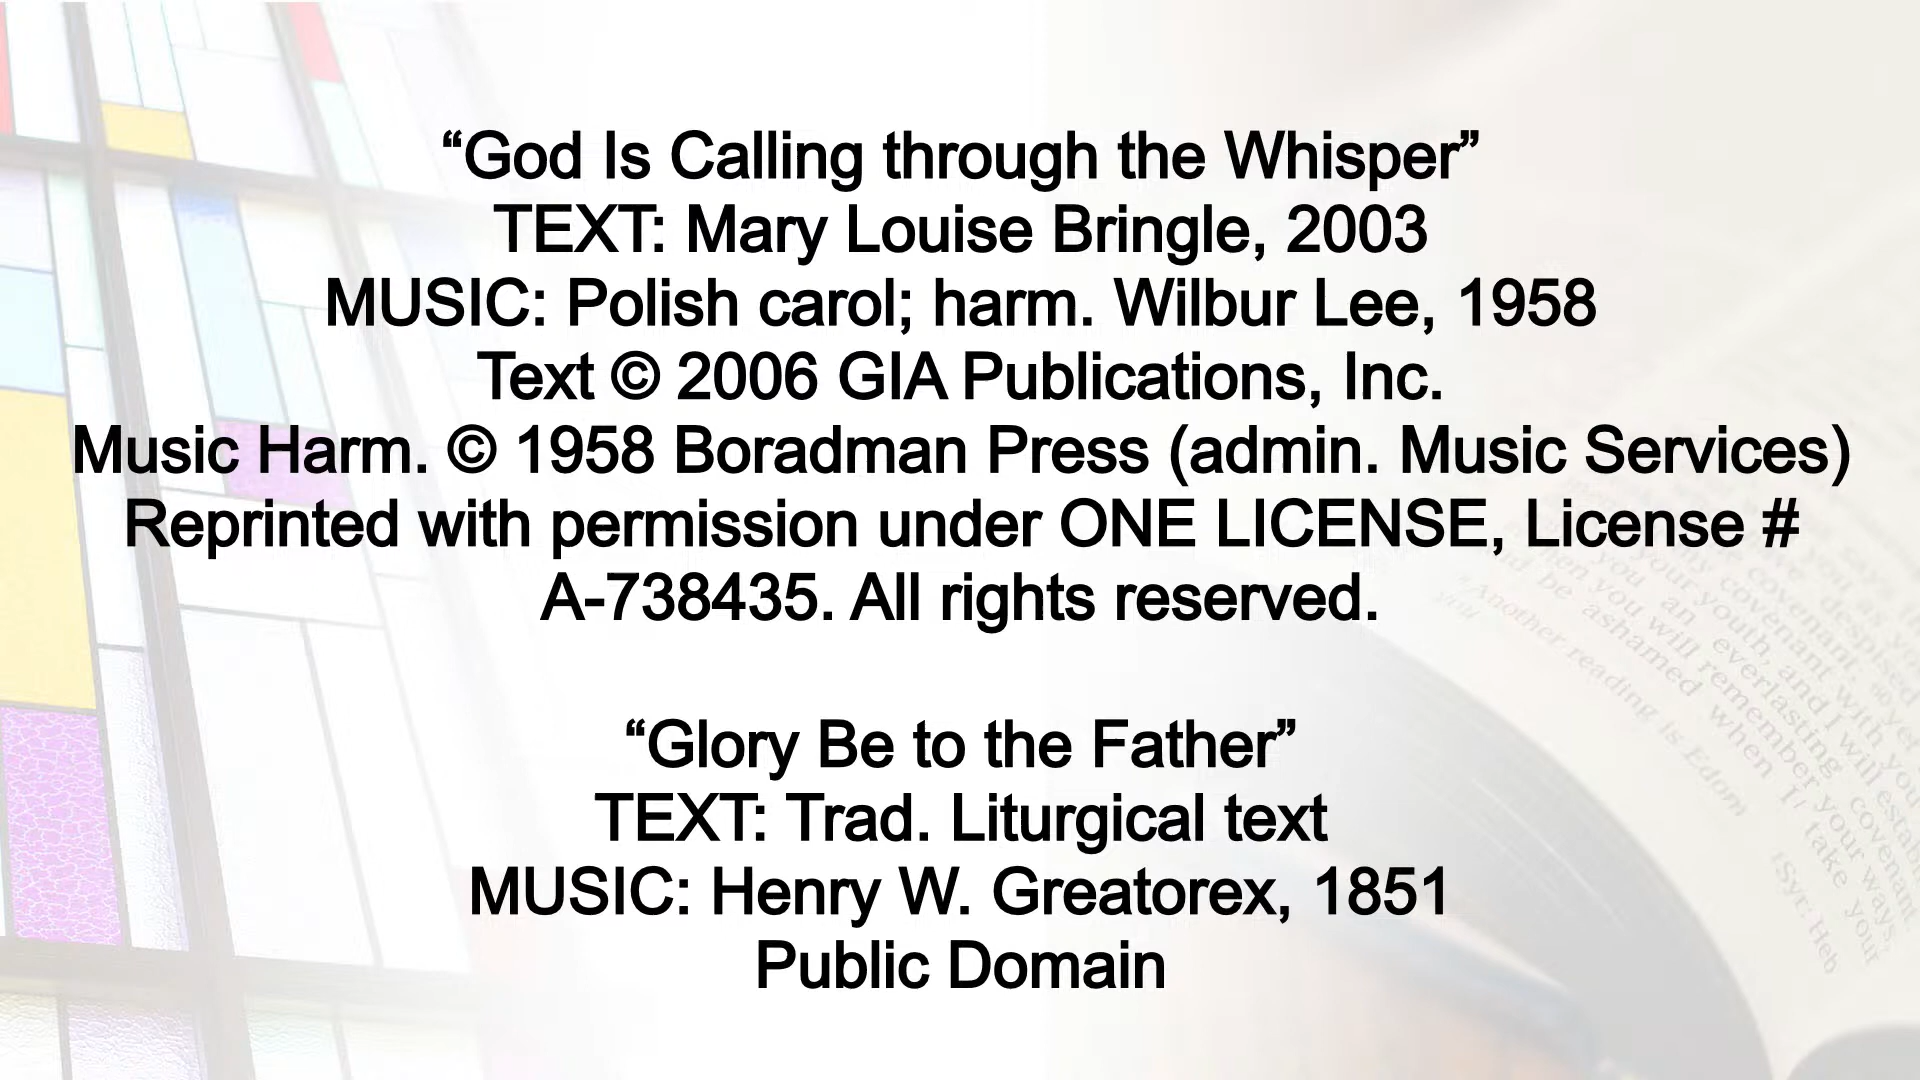 “God Is Calling through the Whisper”
TEXT: Mary Louise Bringle, 2003
MUSIC: Polish carol; harm. Wilbur Lee, 1958
Text © 2006 GIA Publications, Inc.
Music Harm. © 1958 Boradman Press (admin. Music Services)
Reprinted with permission under ONE LICENSE, License #
A-738435. All rights reserved.
“Glory Be to the Father”
TEXT: Trad. Liturgical text
MUSIC: Henry W. Greatorex, 1851
Public Domain